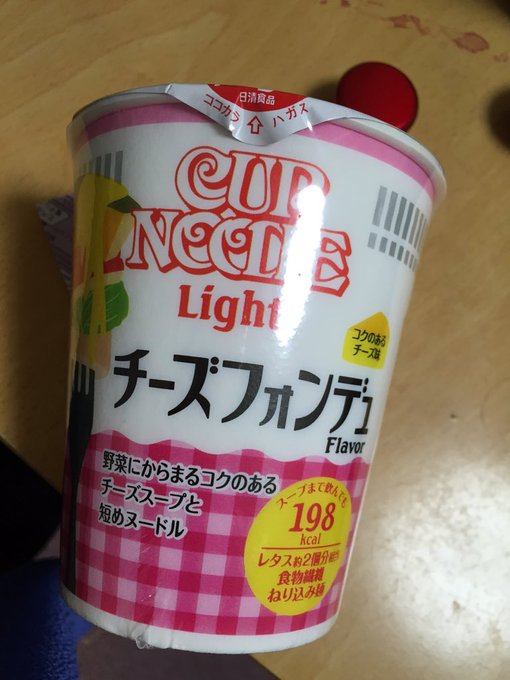 日清食品
ココカラ ⇧ ハガス
CUP
NOODLE
Light
コクのある
チーズ味
チーズフォンデュ
Flavor
野菜にからまるコクのある
チーズスープと
短めヌードル
スープまで飲んでも
198
kcal
レタス約2個分相当
食物繊維
ねり込み麺